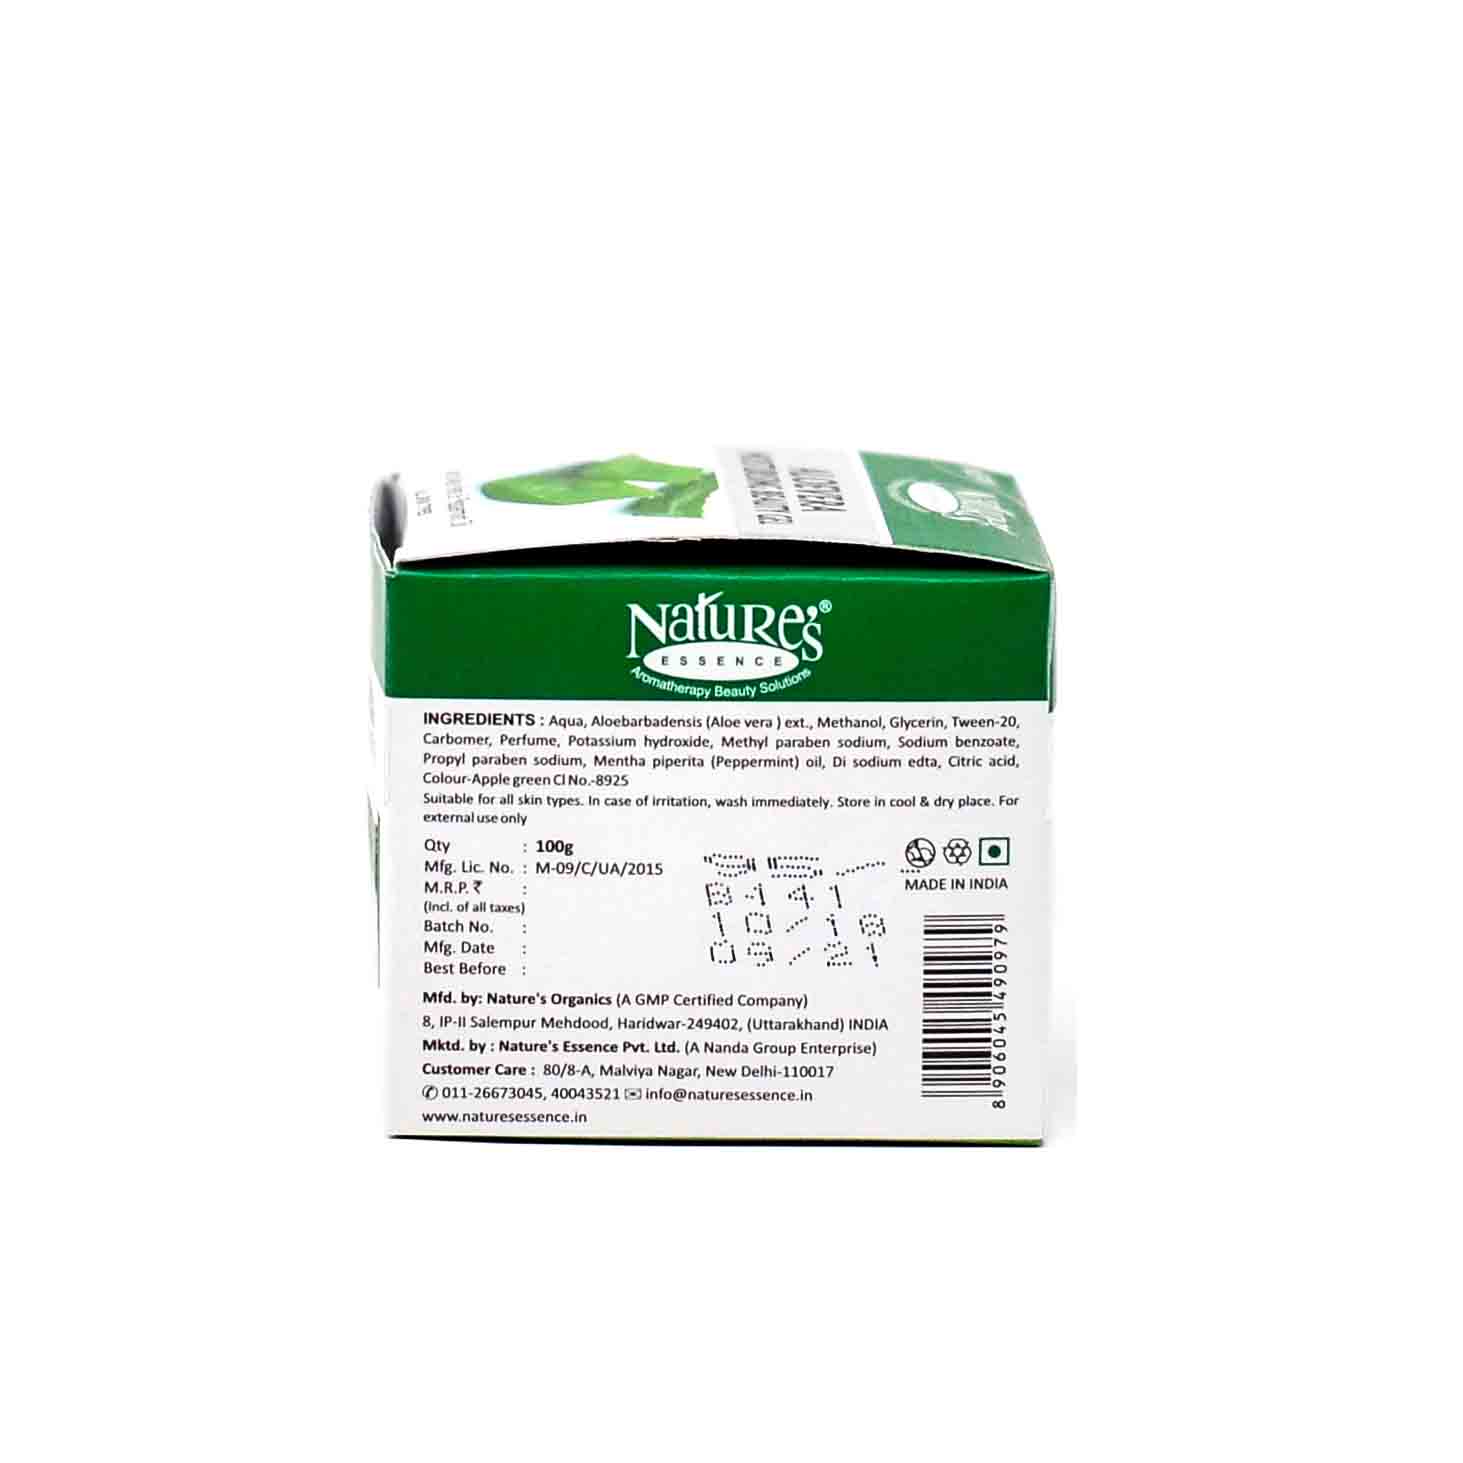 ALOEVERA
NATURE'S
®
ESSENCE
Aromatherapy Beauty Solutions
INGREDIENTS : Aqua, Aloebarbadensis (Aloe vera ) ext., Methanol, Glycerin, Tween-20,
Carbomer, Perfume, Potassium hydroxide, Methyl paraben sodium, Sodium benzoate,
Propyl paraben sodium, Mentha piperita (Peppermint) oil, Di sodium edta, Citric acid,
Colour-Apple green CI No.-8925
Suitable for all skin types. In case of irritation, wash immediately. Store in cool & dry place. For
external use only
Qty : 100g
Mfg. Lic. No. : M-09/C/UA/2015
M.R.P. ₹ :
(Incl. of all taxes)
Batch No. :
Mfg. Date :
Best Before :
10/18
09/21
MADE IN INDIA
8906045490979
Mfd. by: Nature's Organics (A GMP Certified Company)
8, IP-II Salempur Mehdood, Haridwar-249402, (Uttarakhand) INDIA
Mktd. by : Nature's Essence Pvt. Ltd. (A Nanda Group Enterprise)
Customer Care : 80/8-A, Malviya Nagar, New Delhi-110017
✆ 011-26673045, 40043521 ✉ info@naturesessence.in
www.naturesessence.in